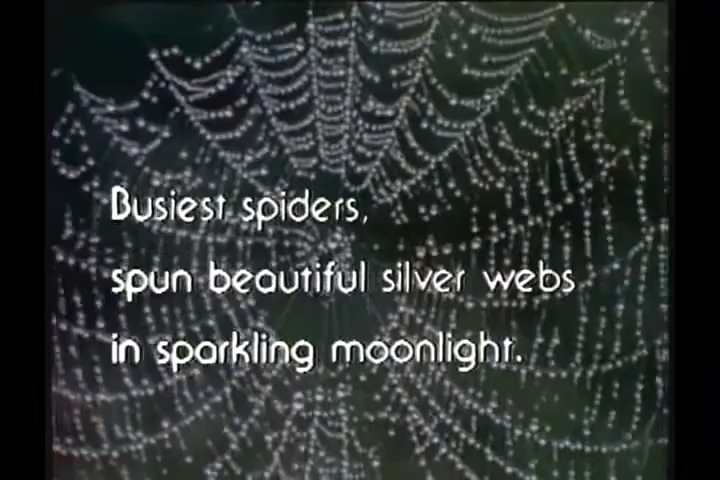 Busiest spiders,
spun beautiful silver webs
in sparkling moonlight.